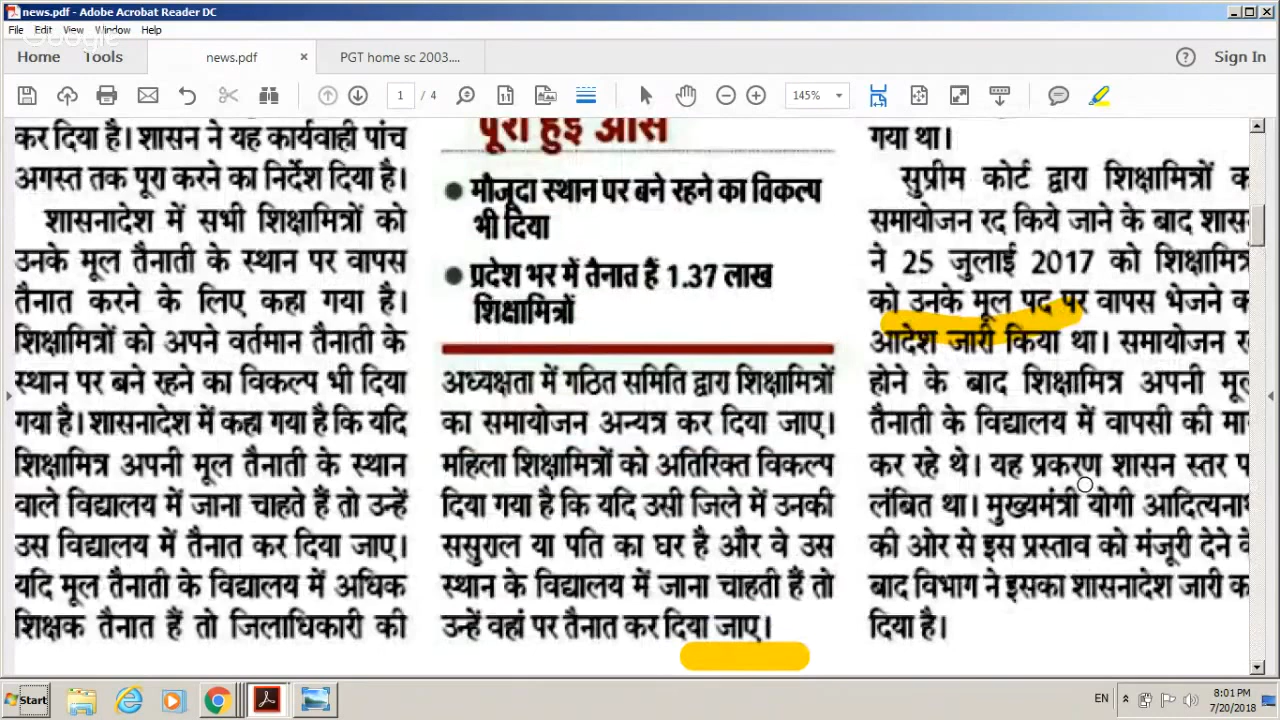 news.pdf - Adobe Acrobat Reader DC
File Edit View Window Help
Google
Home Tools news.pdf × PGT home sc 2003.... Sign In
1 / 4 145%
कर दिया है। शासन ने यह कार्यवाही पांच
अगस्त तक पूरा करने का निर्देश दिया है।
शासनादेश में सभी शिक्षामित्रों को
उनके मूल तैनाती के स्थान पर वापस
तैनात करने के लिए कहा गया है।
शिक्षामित्रों को अपने वर्तमान तैनाती के
स्थान पर बने रहने का विकल्प भी दिया
गया है। शासनादेश में कहा गया है कि यदि
शिक्षामित्र अपनी मूल तैनाती के स्थान
वाले विद्यालय में जाना चाहते हैं तो उन्हें
उस विद्यालय में तैनात कर दिया जाए।
यदि मूल तैनाती के विद्यालय में अधिक
शिक्षक तैनात हैं तो जिलाधिकारी की
पूरी हुई आस
● मौजूदा स्थान पर बने रहने का विकल्प
भी दिया
● प्रदेश भर में तैनात हैं 1.37 लाख
शिक्षामित्रों
अध्यक्षता में गठित समिति द्वारा शिक्षामित्रों
का समायोजन अन्यत्र कर दिया जाए।
महिला शिक्षामित्रों को अतिरिक्त विकल्प
दिया गया है कि यदि उसी जिले में उनकी
ससुराल या पति का घर है और वे उस
स्थान के विद्यालय में जाना चाहती हैं तो
उन्हें वहां पर तैनात कर दिया जाए।
गया था।
सुप्रीम कोर्ट द्वारा शिक्षामित्रों
समायोजन रद किये जाने के बाद
ने 25 जुलाई 2017 को
को उनके मूल पद पर वापस भेजने
आदेश जारी किया था। समायोजन
होने के बाद शिक्षामित्र अपनी
तैनाती के विद्यालय में वापसी की
कर रहे थे। यह प्रकरण शासन स्तर
लंबित था। मुख्यमंत्री योगी
की ओर से इस प्रस्ताव को मंजूरी देने
बाद विभाग ने इसका शासनादेश जारी
दिया है।
Start EN 8:01 PM
7/20/2018